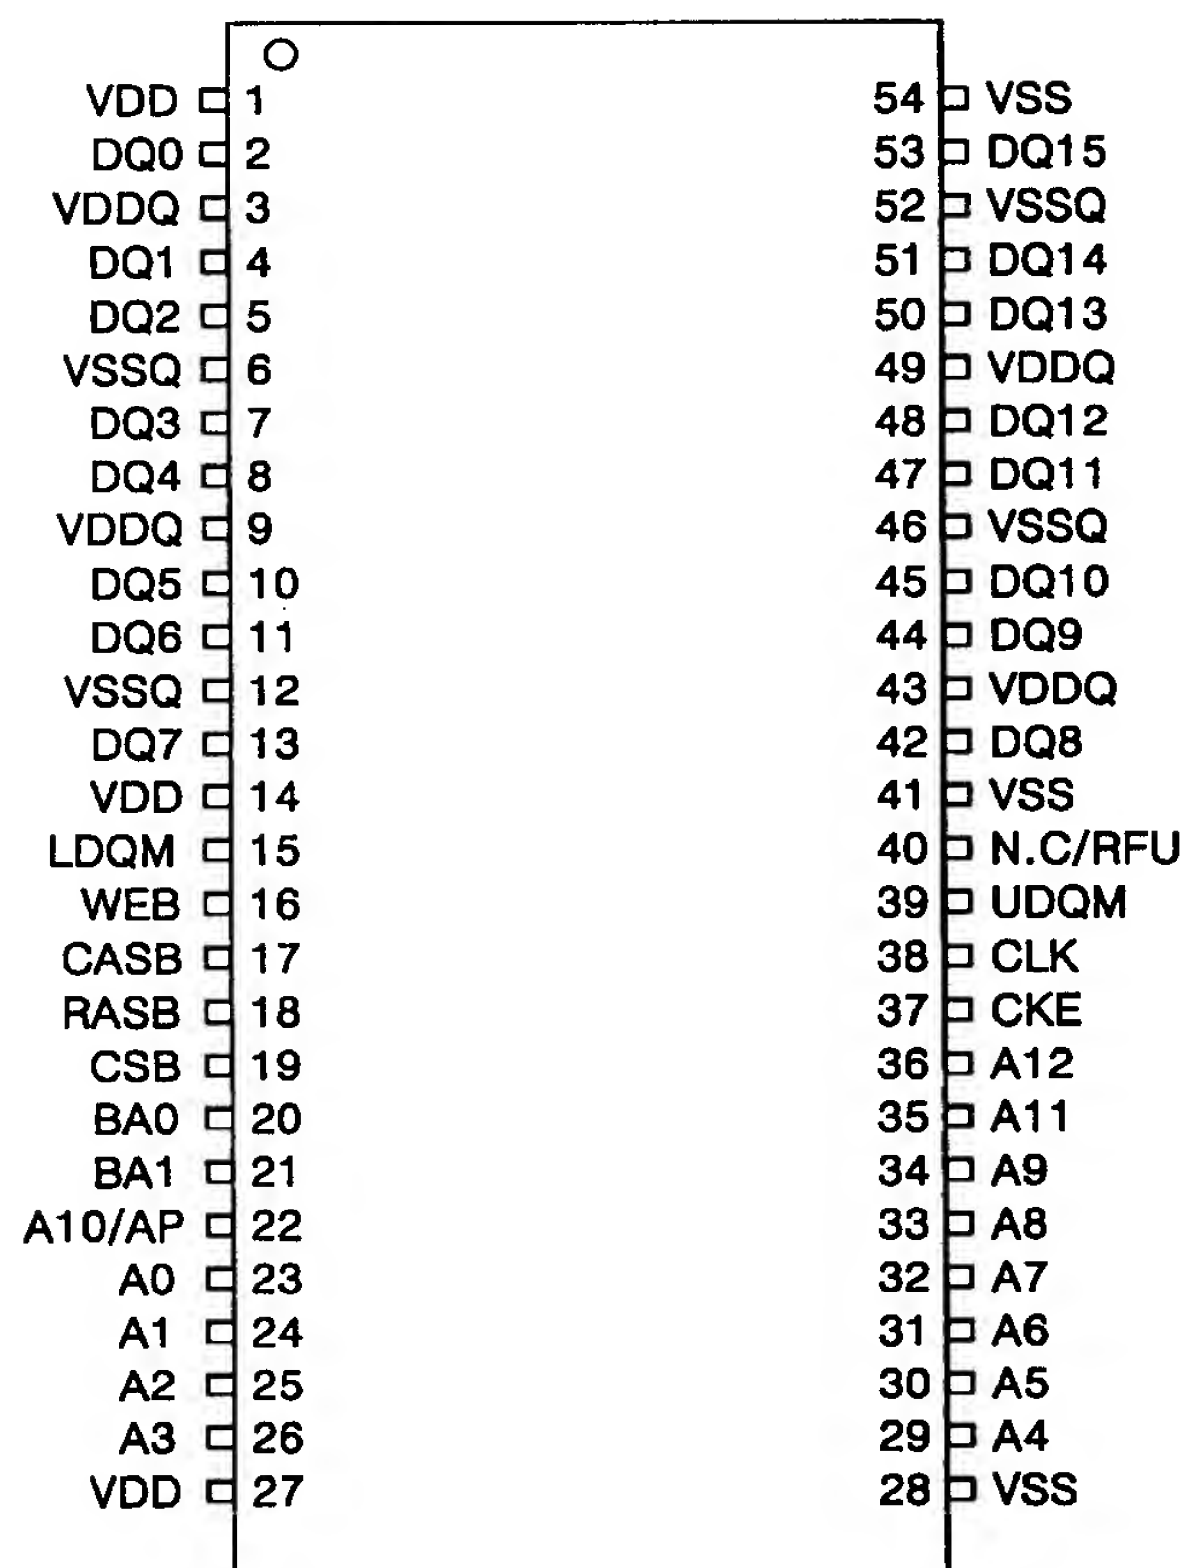 VDD 1 54 VSS
DQ0 2 53 DQ15
VDDQ 3 52 VSSQ
DQ1 4 51 DQ14
DQ2 5 50 DQ13
VSSQ 6 49 VDDQ
DQ3 7 48 DQ12
DQ4 8 47 DQ11
VDDQ 9 46 VSSQ
DQ5 10 45 DQ10
DQ6 11 44 DQ9
VSSQ 12 43 VDDQ
DQ7 13 42 DQ8
VDD 14 41 VSS
LDQM 15 40 N.C/RFU
WEB 16 39 UDQM
CASB 17 38 CLK
RASB 18 37 CKE
CSB 19 36 A12
BA0 20 35 A11
BA1 21 34 A9
A10/AP 22 33 A8
A0 23 32 A7
A1 24 31 A6
A2 25 30 A5
A3 26 29 A4
VDD 27 28 VSS